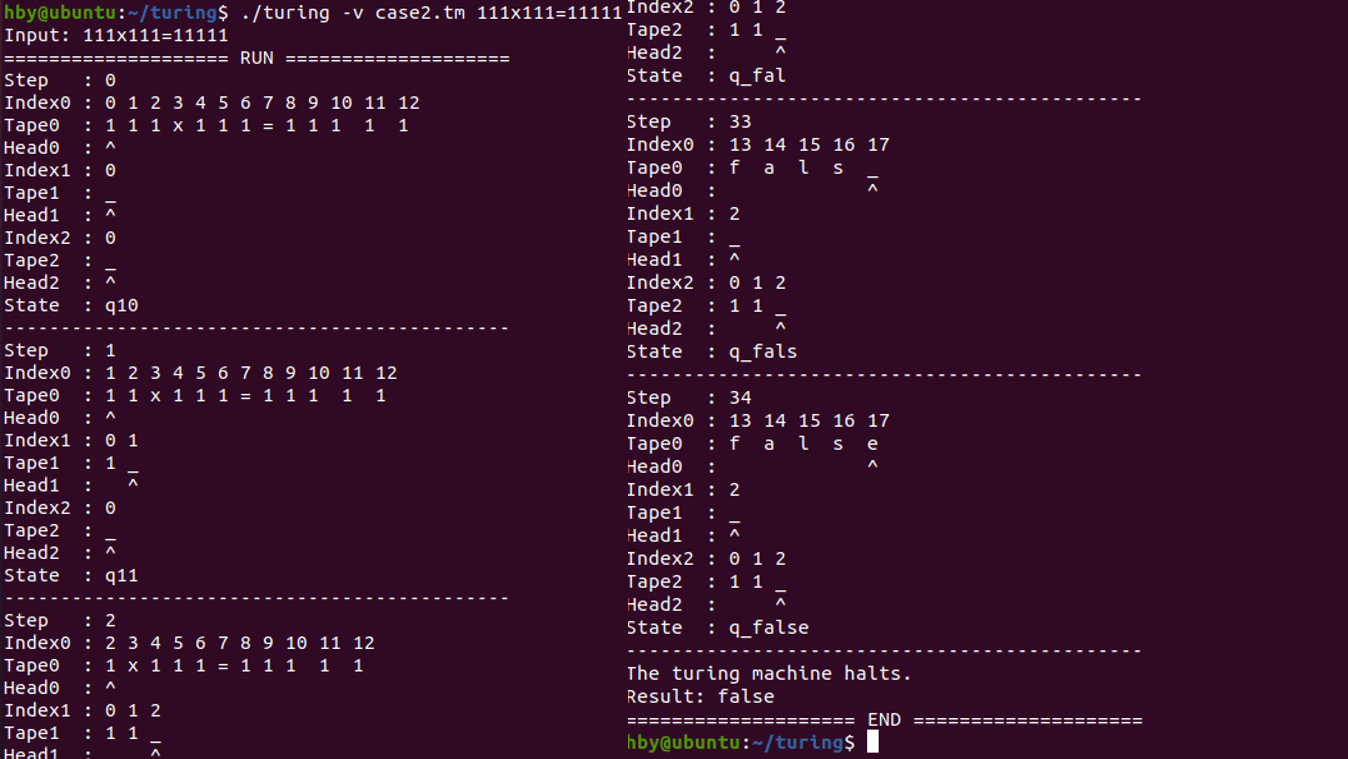 hby@ubuntu:~/turing$ ./turing -v case2.tm 111x111=11111
Input: 111x111=11111
==================== RUN ====================
Step   : 0
Index0 : 0 1 2 3 4 5 6 7 8 9 10 11 12
Tape0  : 1 1 1 x 1 1 1 = 1 1 1  1  1
Head0  : ^
Index1 : 0
Tape1  : _
Head1  : ^
Index2 : 0
Tape2  : _
Head2  : ^
State  : q10
---------------------------------------------
Step   : 1
Index0 : 1 2 3 4 5 6 7 8 9 10 11 12
Tape0  : 1 1 x 1 1 1 = 1 1 1  1  1
Head0  : ^
Index1 : 0 1
Tape1  : 1 _
Head1  :   ^
Index2 : 0
Tape2  : _
Head2  : ^
State  : q11
---------------------------------------------
Step   : 2
Index0 : 2 3 4 5 6 7 8 9 10 11 12
Tape0  : 1 x 1 1 1 = 1 1 1  1  1
Head0  : ^
Index1 : 0 1 2
Tape1  : 1 1 _
Head1  :     ^
Index2 : 0 1 2
Tape2  : 1 1 _
Head2  :     ^
State  : q_fal
---------------------------------------------
Step   : 33
Index0 : 13 14 15 16 17
Tape0  : f  a  l  s  _
Head0  :             ^
Index1 : 2
Tape1  : _
Head1  : ^
Index2 : 0 1 2
Tape2  : 1 1 _
Head2  :     ^
State  : q_fals
---------------------------------------------
Step   : 34
Index0 : 13 14 15 16 17
Tape0  : f  a  l  s  e
Head0  :             ^
Index1 : 2
Tape1  : _
Head1  : ^
Index2 : 0 1 2
Tape2  : 1 1 _
Head2  :     ^
State  : q_false
---------------------------------------------
The turing machine halts.
Result: false
==================== END ====================
hby@ubuntu:~/turing$